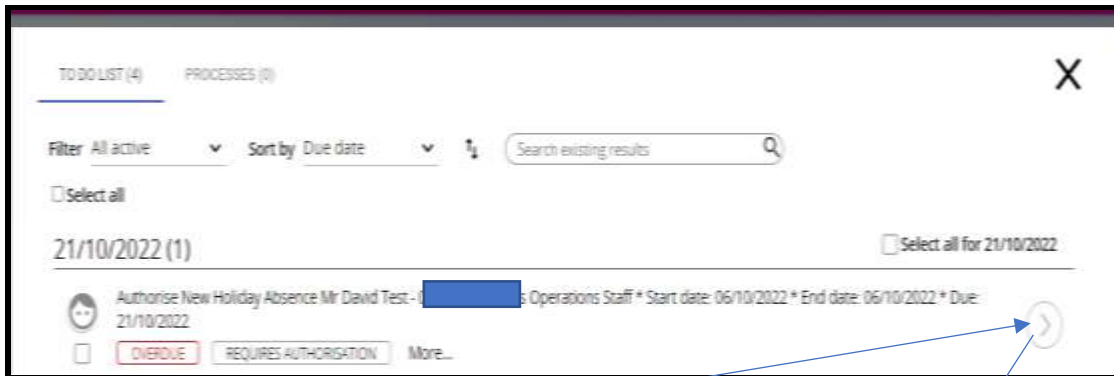 TO DO LIST (4) PROCESSES (0) X
Filter All active Sort by Due date Search existing results
Select all
21/10/2022 (1) Select all for 21/10/2022
Authorise New Holiday Absence Mr David Test - s Operations Staff * Start date: 06/10/2022 * End date: 06/10/2022 * Due:
21/10/2022
OVERDUE REQUIRES AUTHORISATION More...